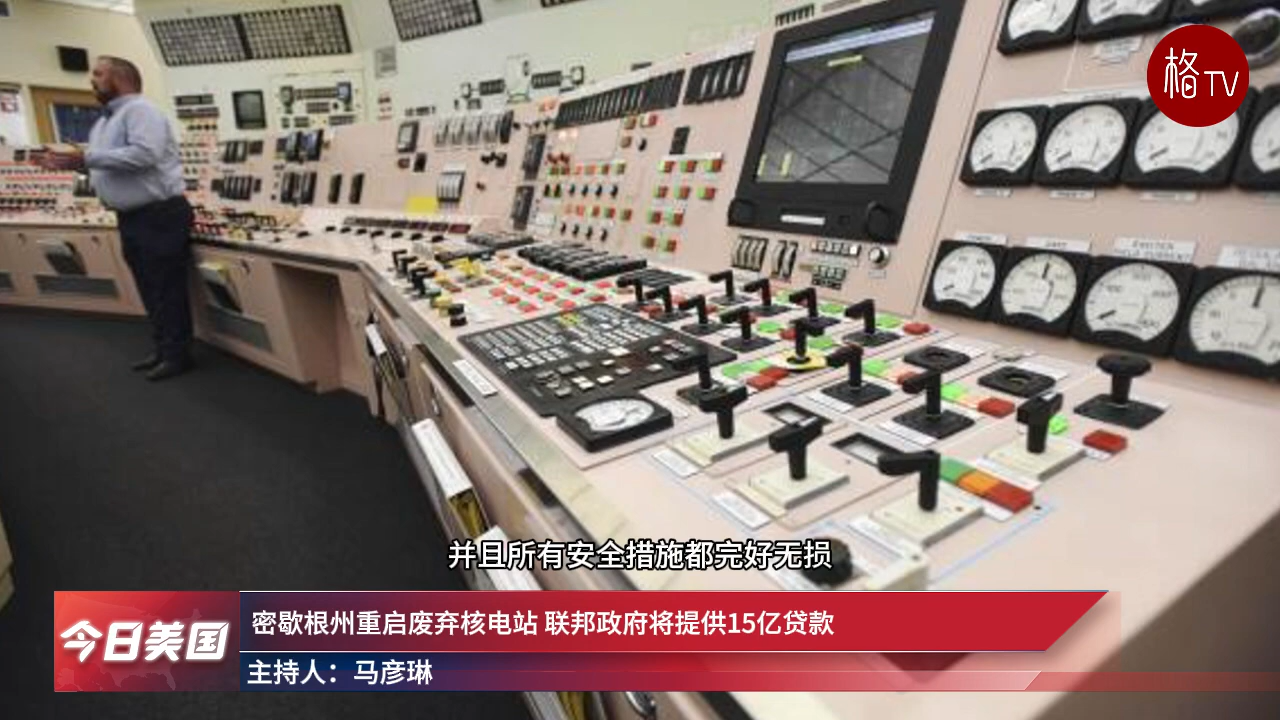 格TV
并且所有安全措施都完好无损
今日美国
密歇根州重启废弃核电站 联邦政府将提供15亿贷款
主持人：马彦琳